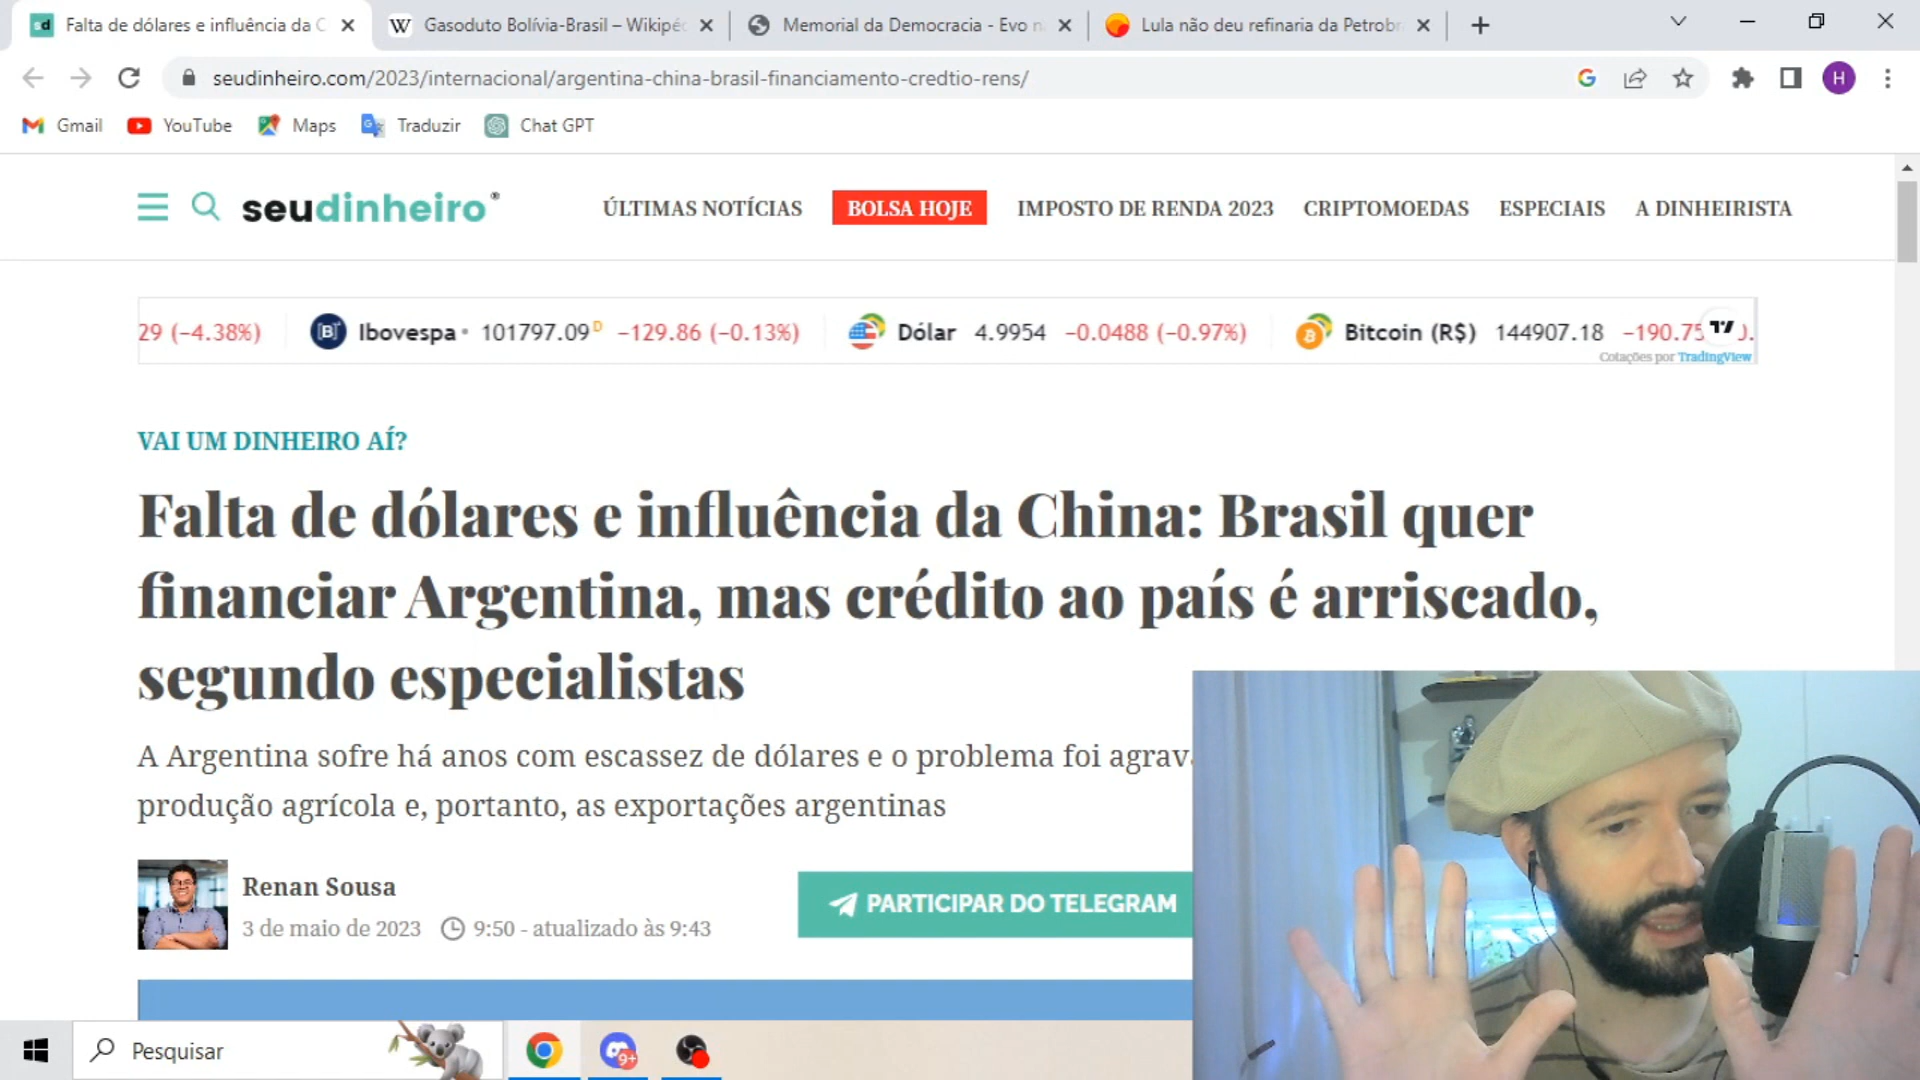 Falta de dólares e influência da C
Gasoduto Bolívia-Brasil – Wikipéd
Memorial da Democracia - Evo n
Lula não deu refinaria da Petrobr
seudinheiro.com/2023/internacional/argentina-china-brasil-financiamento-credtio-rens/
H
Gmail
YouTube
Maps
Traduzir
Chat GPT
seudinheiro
ÚLTIMAS NOTÍCIAS
BOLSA HOJE
IMPOSTO DE RENDA 2023
CRIPTOMOEDAS
ESPECIAIS
A DINHEIRISTA
29 (−4.38%)
Ibovespa 101797.09 D −129.86 (−0.13%)
Dólar 4.9954 −0.0488 (−0.97%)
Bitcoin (R$) 144907.18 −190.75
Cotações por TradingView
VAI UM DINHEIRO AÍ?
Falta de dólares e influência da China: Brasil quer
financiar Argentina, mas crédito ao país é arriscado,
segundo especialistas
A Argentina sofre há anos com escassez de dólares e o problema foi agrava
produção agrícola e, portanto, as exportações argentinas
Renan Sousa
3 de maio de 2023 9:50 - atualizado às 9:43
PARTICIPAR DO TELEGRAM
Pesquisar
9+